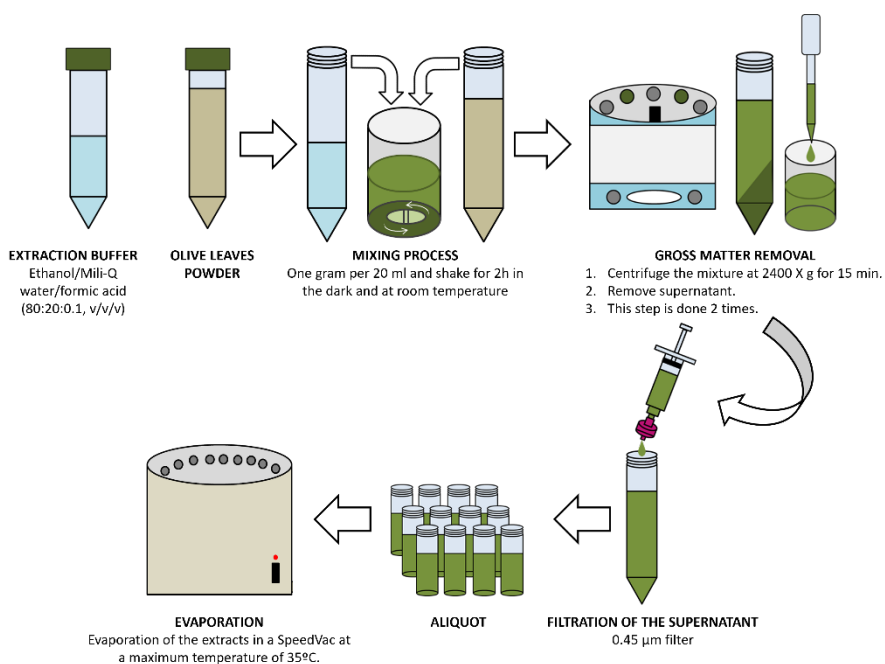 EXTRACTION BUFFER
Ethanol/Mili-Q
water/formic acid
(80:20:0.1, v/v/v)
OLIVE LEAVES
POWDER
MIXING PROCESS
One gram per 20 ml and shake for 2h in
the dark and at room temperature
GROSS MATTER REMOVAL
1. Centrifuge the mixture at 2400 X g for 15 min.
2. Remove supernatant.
3. This step is done 2 times.
EVAPORATION
Evaporation of the extracts in a SpeedVac at
a maximum temperature of 35ºC.
ALIQUOT
FILTRATION OF THE SUPERNATANT
0.45 µm filter